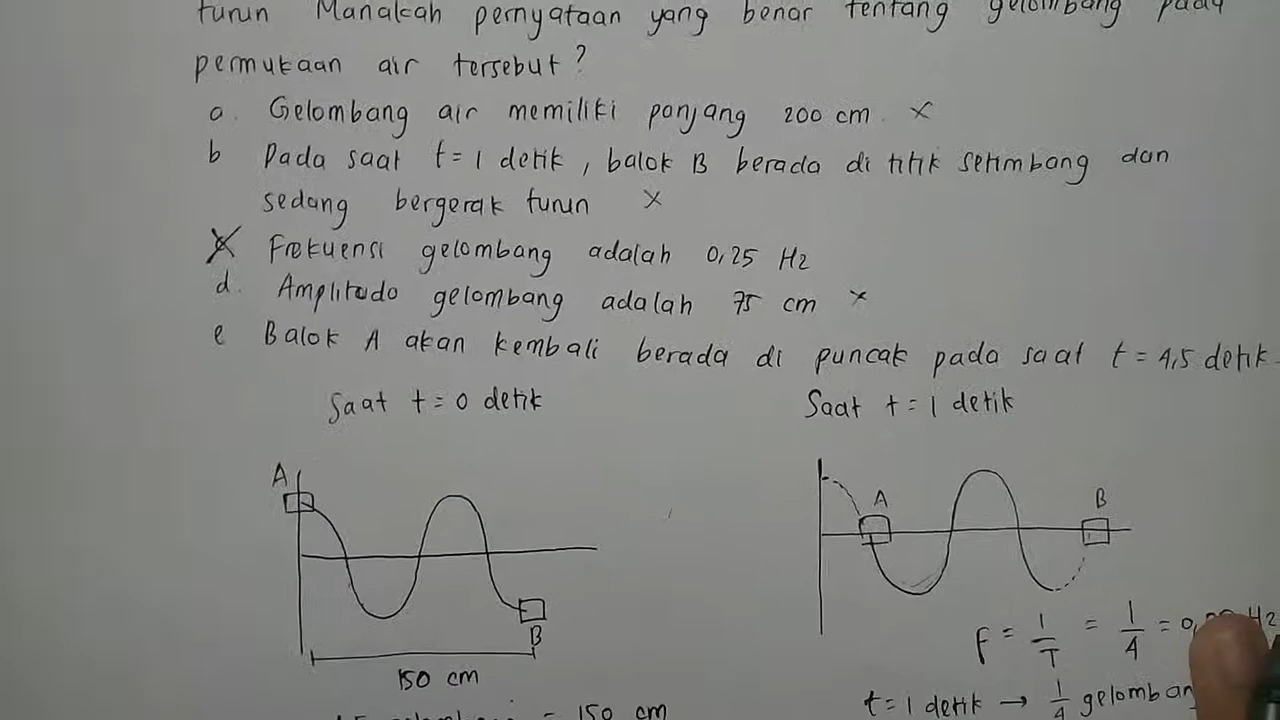 turun Manakah pernyataan yang benar tentang gelombang pada
permukaan air tersebut?
a. Gelombang air memiliki panjang 200 cm. ×
b Pada saat t = 1 detik, balok B berada di titik setimbang dan
sedang bergerak turun ×
Frekuensi gelombang adalah 0,25 Hz
d. Amplitudo gelombang adalah 75 cm ×
e Balok A akan kembali berada di puncak pada saat t = 4,5 detik
Saat t = 0 detik
Saat t = 1 detik
A
B
150 cm
A
B
F = 1/T = 1/4 = 0, Hz
= 150 cm
t = 1 detik → 1/4 gelombang